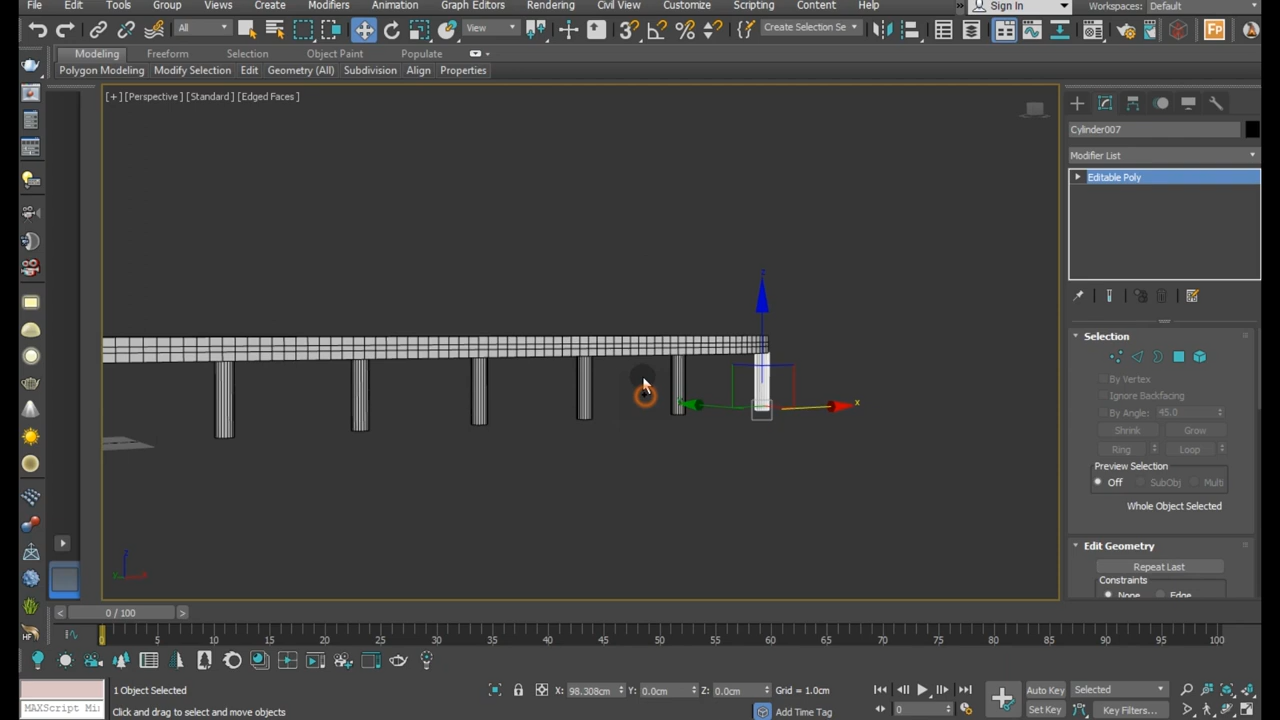 File Edit Tools Group Views Create Modifiers Animation Graph Editors Rendering Civil View Customize Scripting Content Help » Sign In Workspaces: Default
All View Create Selection Se
Modeling Freeform Selection Object Paint Populate
Polygon Modeling Modify Selection Edit Geometry (All) Subdivision Align Properties
[+] [Perspective] [Standard] [Edged Faces]
Cylinder007
Modifier List
Editable Poly
Selection
By Vertex
Ignore Backfacing
By Angle: 45.0
Shrink Grow
Ring Loop
Preview Selection
Off SubObj Multi
Whole Object Selected
Edit Geometry
Repeat Last
Constraints
None Edge
z
x
z
< 0 / 100 >
0 5 10 15 20 25 30 35 40 45 50 55 60 65 70 75 80 85 90 95 100
HF
Fp
1 Object Selected X: 98.308cm Y: 0.0cm Z: 0.0cm Grid = 1.0cm Auto Key Selected
MAXScript Mi Click and drag to select and move objects Add Time Tag 0 Set Key Key Filters...